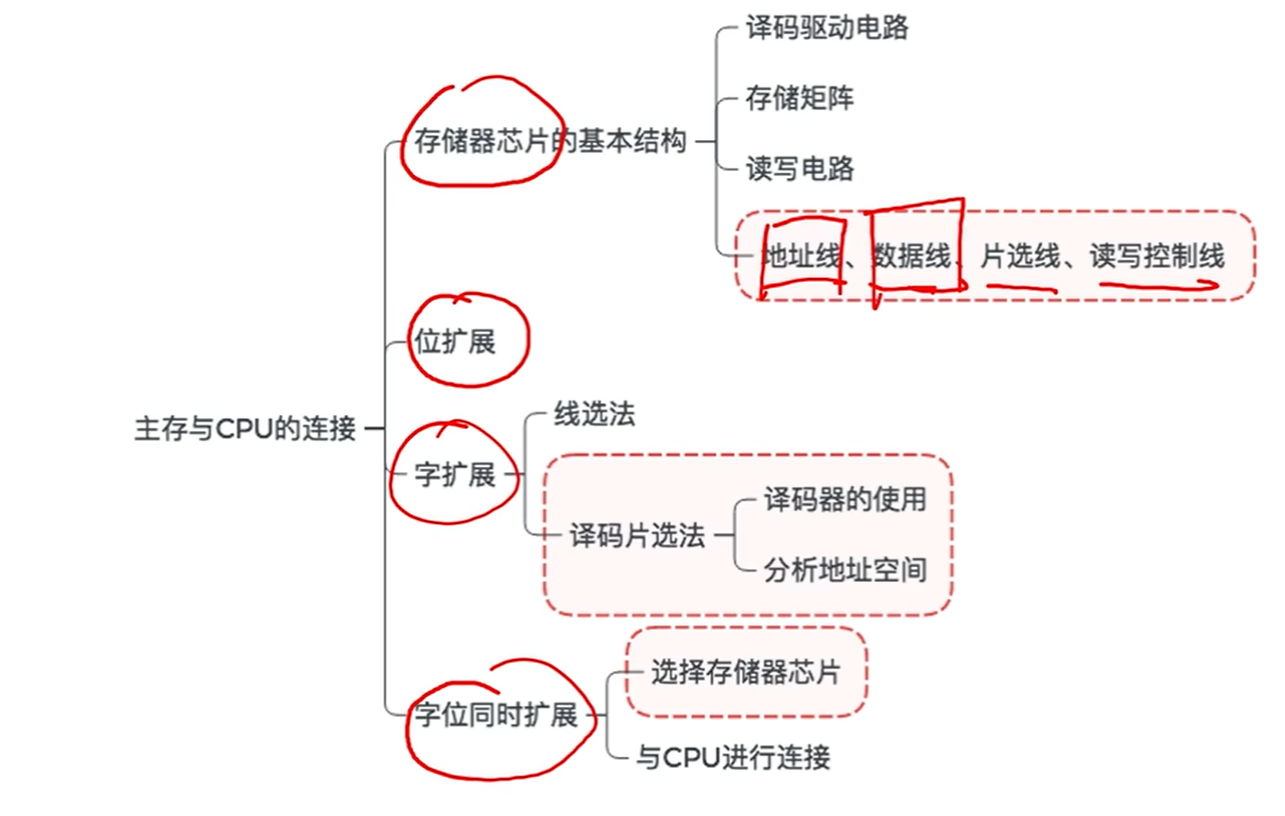 译码驱动电路
存储矩阵
存储器芯片的基本结构
读写电路
地址线、数据线、片选线、读写控制线
位扩展
线选法
主存与CPU的连接
字扩展
译码器的使用
译码片选法
分析地址空间
选择存储器芯片
字位同时扩展
与CPU进行连接